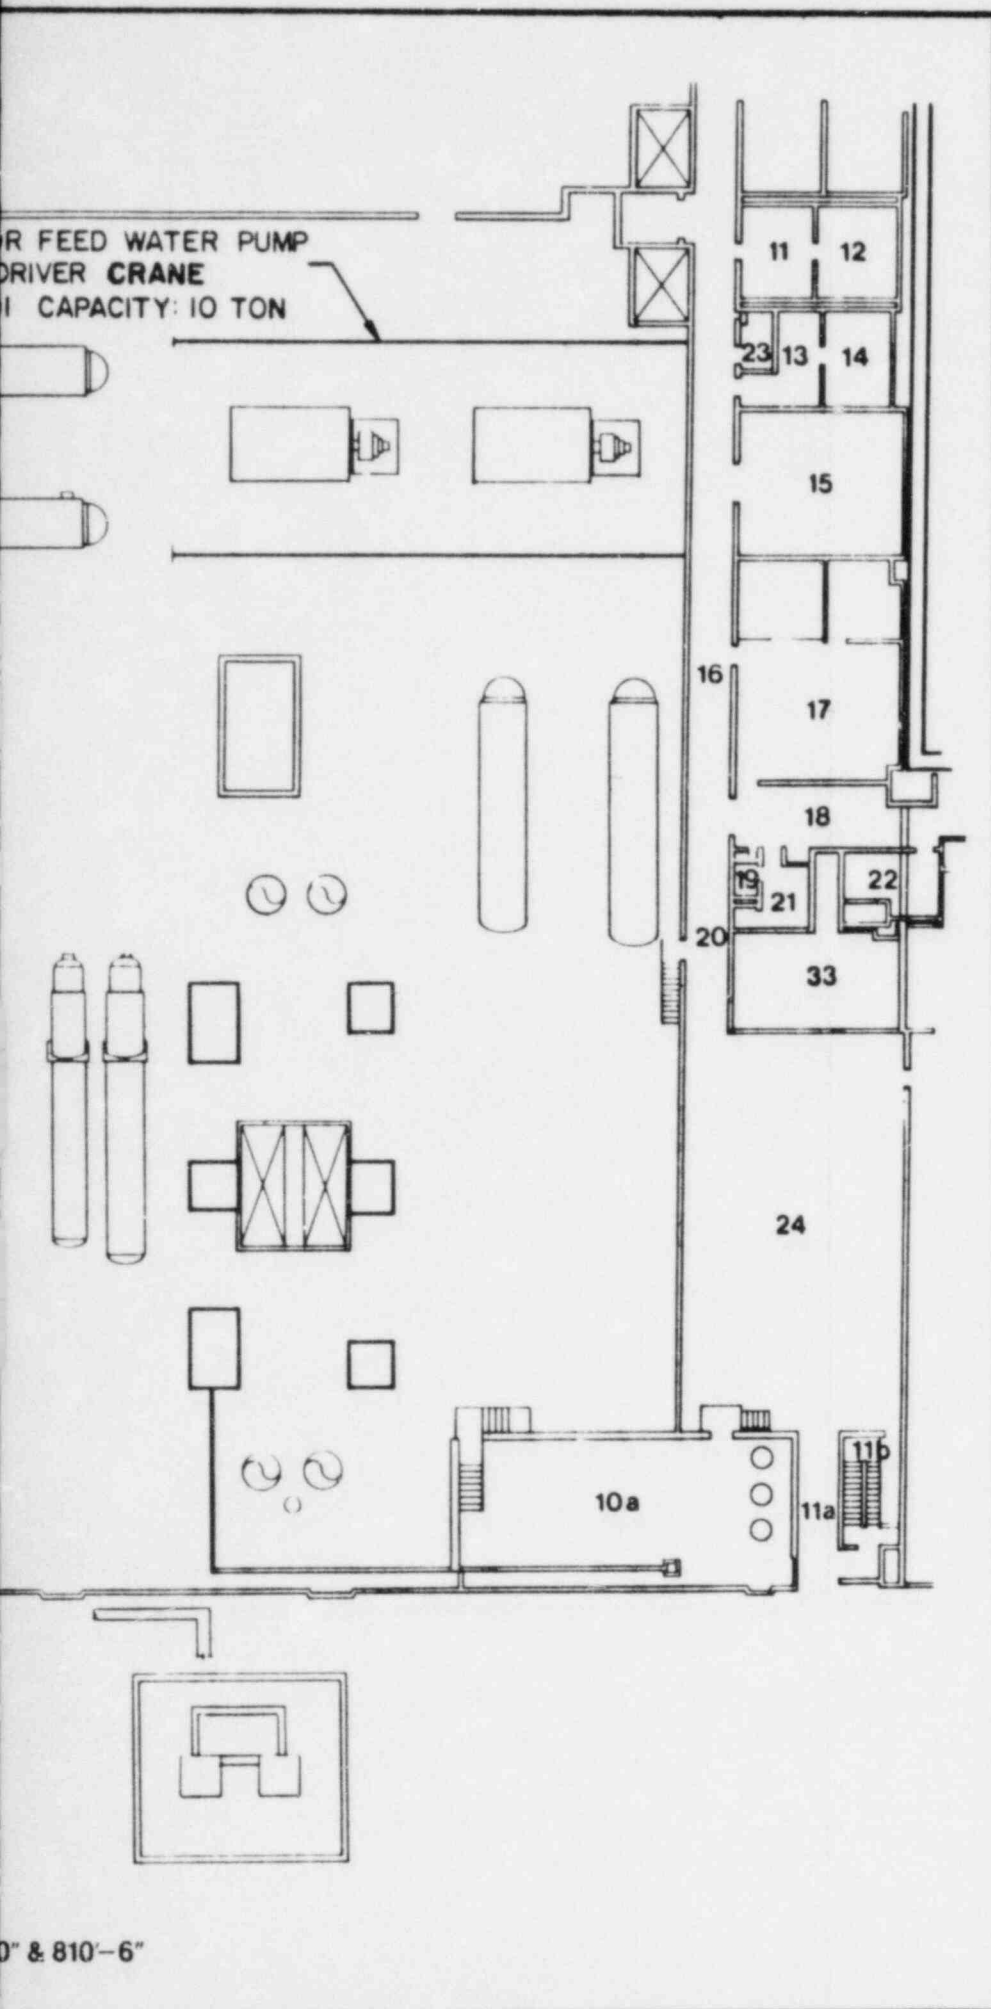 R FEED WATER PUMP
DRIVER CRANE
CAPACITY: 10 TON
11 12
23 13 14
15
16
17
18
19 21 22
20
33
24
11b
10a 11a
0" & 810'-6"